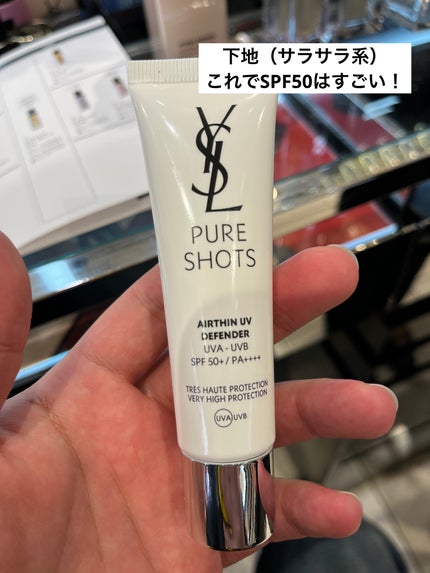 下地（サラサラ系）
これでSPF50はすごい！
YSL
PURE
SHOTS
AIRTHIN UV
DEFENDER
UVA - UVB
SPF 50+ / PA++++
TRÈS HAUTE PROTECTION
VERY HIGH PROTECTION
UVA UVB